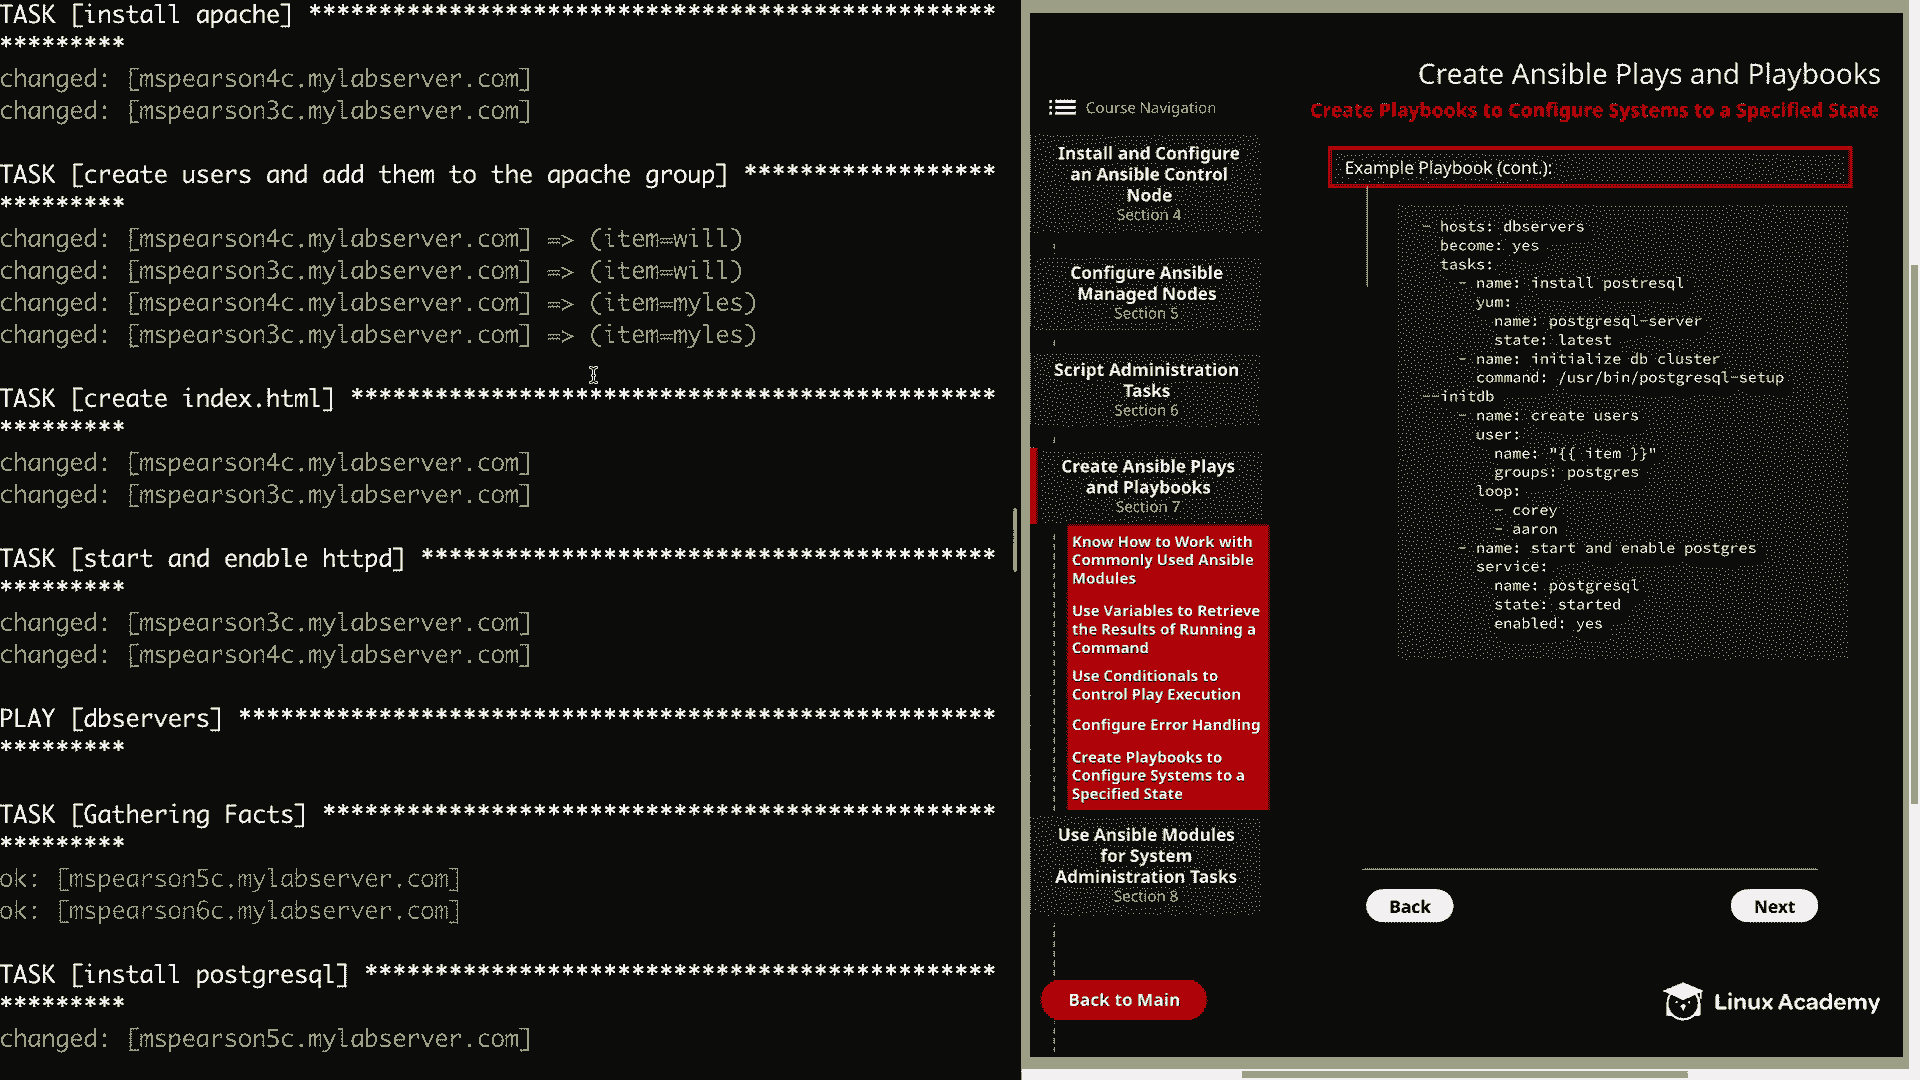 TASK [install apache] *************************************************
*********
changed: [mspearson4c.mylabserver.com]
changed: [mspearson3c.mylabserver.com]
TASK [create users and add them to the apache group] ******************
*********
changed: [mspearson4c.mylabserver.com] => (item=will)
changed: [mspearson3c.mylabserver.com] => (item=will)
changed: [mspearson4c.mylabserver.com] => (item=myles)
changed: [mspearson3c.mylabserver.com] => (item=myles)
TASK [create index.html] **********************************************
*********
changed: [mspearson4c.mylabserver.com]
changed: [mspearson3c.mylabserver.com]
TASK [start and enable httpd] *****************************************
*********
changed: [mspearson3c.mylabserver.com]
changed: [mspearson4c.mylabserver.com]
PLAY [dbservers] ******************************************************
*********
TASK [Gathering Facts] ************************************************
*********
ok: [mspearson5c.mylabserver.com]
ok: [mspearson6c.mylabserver.com]
TASK [install postgresql] *********************************************
*********
changed: [mspearson5c.mylabserver.com]
Create Ansible Plays and Playbooks
Create Playbooks to Configure Systems to a Specified State
Course Navigation
Install and Configure
an Ansible Control
Node
Section 4
Configure Ansible
Managed Nodes
Section 5
Script Administration
Tasks
Section 6
Create Ansible Plays
and Playbooks
Section 7
Know How to Work with
Commonly Used Ansible
Modules
Use Variables to Retrieve
the Results of Running a
Command
Use Conditionals to
Control Play Execution
Configure Error Handling
Create Playbooks to
Configure Systems to a
Specified State
Use Ansible Modules
for System
Administration Tasks
Section 8
Back to Main
Example Playbook (cont.):
- hosts: dbservers
become: yes
tasks:
- name: install postresql
yum:
name: postgresql-server
state: latest
- name: initialize db cluster
command: /usr/bin/postgresql-setup
--initdb
- name: create users
user:
name: "{{ item }}"
groups: postgres
loop:
- corey
- aaron
- name: start and enable postgres
service:
name: postgresql
state: started
enabled: yes
Back
Next
Linux Academy